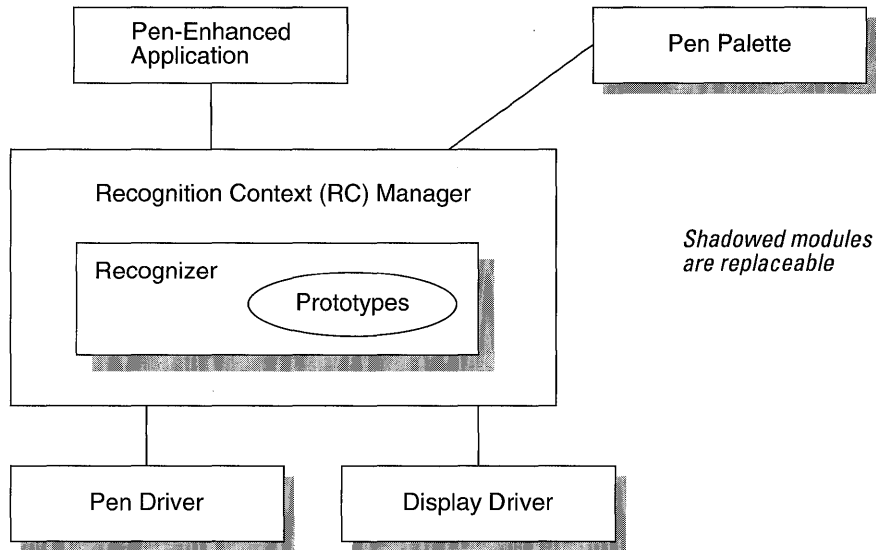 Pen-Enhanced
Application
Pen Palette
Recognition Context (RC) Manager
Shadowed modules
are replaceable
Recognizer
Prototypes
Pen Driver
Display Driver